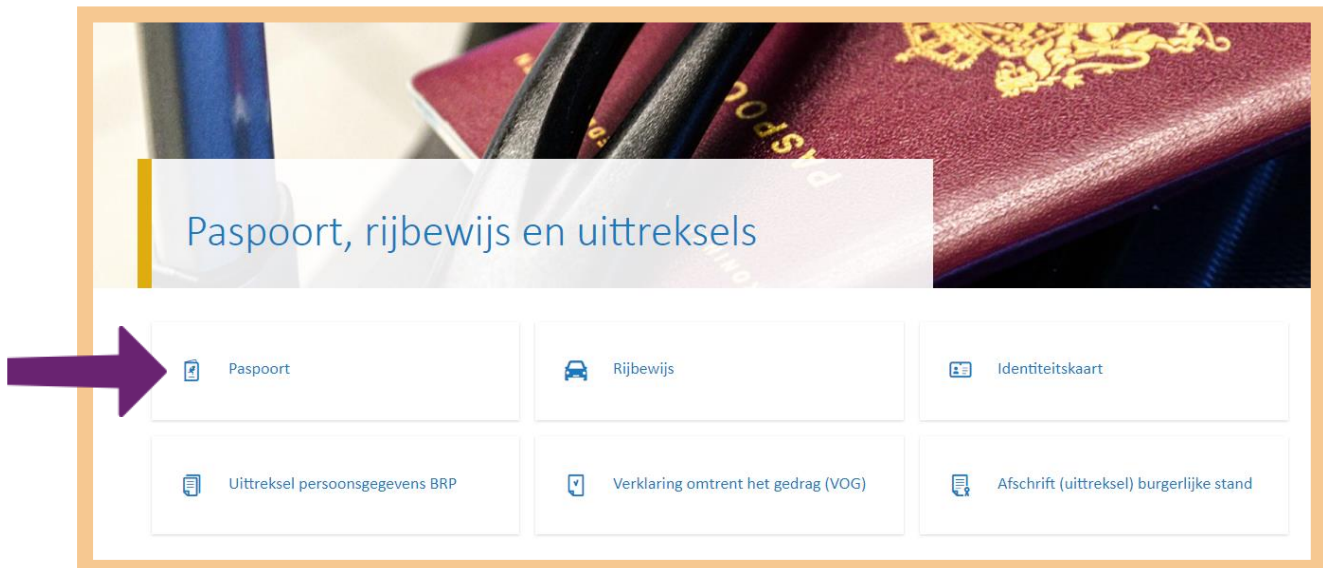 PASPOO
Paspoort, rijbewijs en uittreksels
Paspoort
Rijbewijs
Identiteitskaart
Uittreksel persoonsgegevens BRP
Verklaring omtrent het gedrag (VOG)
Afschrift (uittreksel) burgerlijke stand